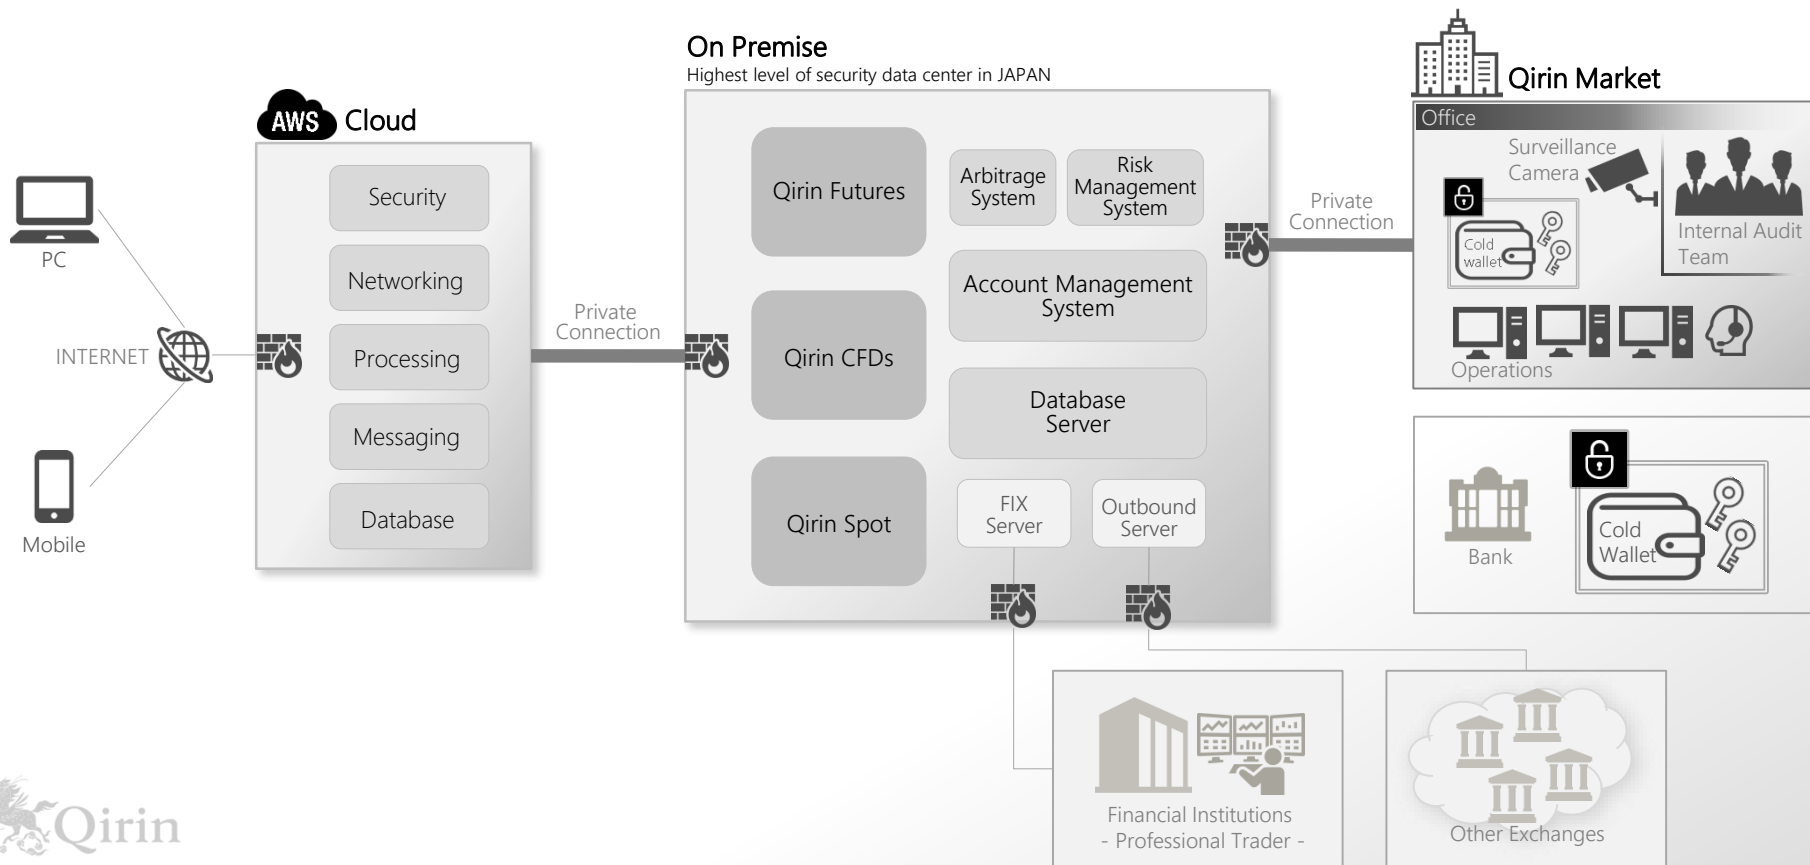 On Premise
Highest level of security data center in JAPAN
Qirin Market
AWS Cloud
Office
Surveillance
Camera
Internal Audit
Team
Cold
wallet
Operations
PC
INTERNET
Mobile
Security
Networking
Processing
Messaging
Database
Private
Connection
Qirin Futures
Qirin CFDs
Qirin Spot
Arbitrage
System
Risk
Management
System
Account Management
System
Database
Server
FIX
Server
Outbound
Server
Private
Connection
Bank
Cold
Wallet
Financial Institutions
- Professional Trader -
Other Exchanges
Qirin